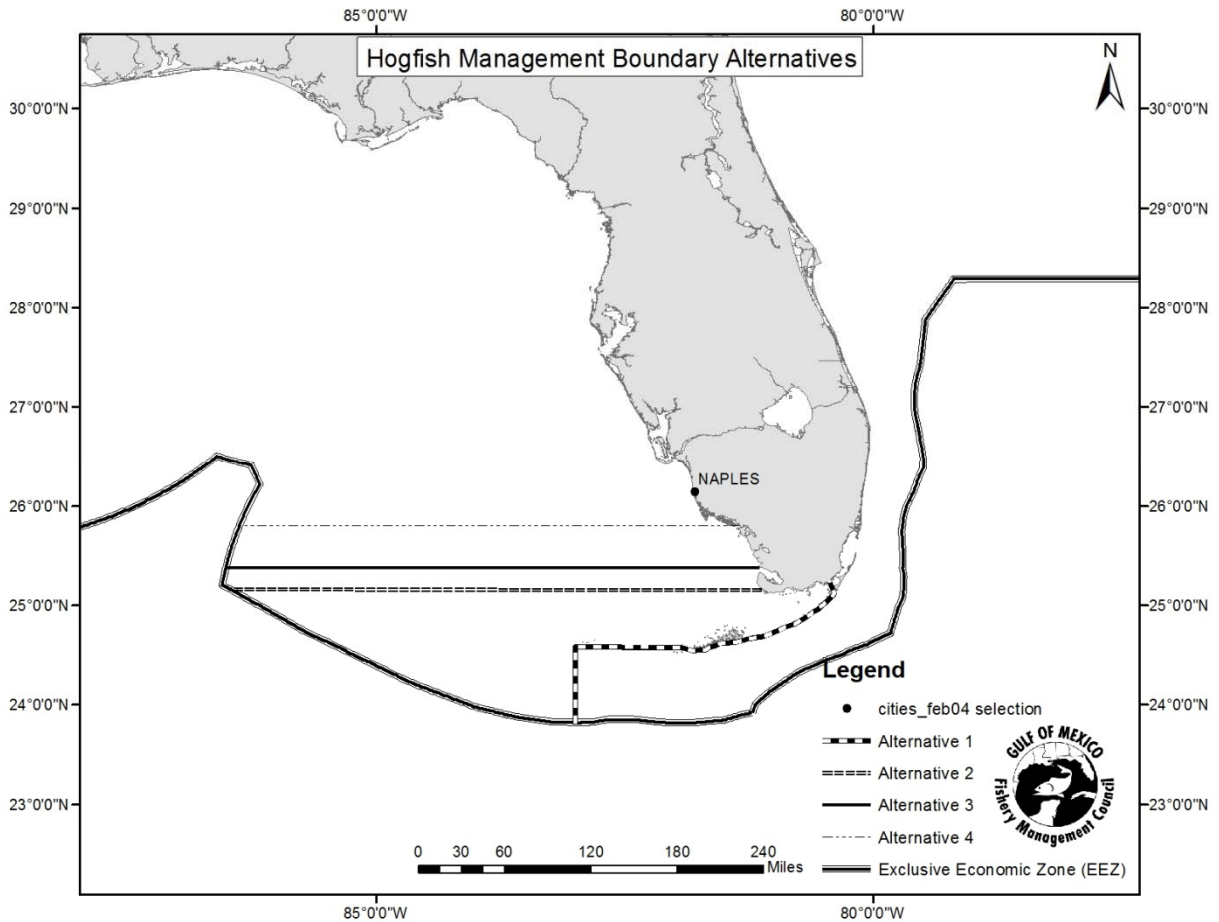 85°0'0"W 80°0'0"W
Hogfish Management Boundary Alternatives
N
30°0'0"N 30°0'0"N
29°0'0"N 29°0'0"N
28°0'0"N 28°0'0"N
27°0'0"N 27°0'0"N
NAPLES
26°0'0"N 26°0'0"N
25°0'0"N 25°0'0"N
24°0'0"N 24°0'0"N
23°0'0"N 23°0'0"N
Legend
cities_feb04 selection
Alternative 1
Alternative 2
Alternative 3
Alternative 4
Exclusive Economic Zone (EEZ)
GULF OF MEXICO
Fishery Management Council
0 30 60 120 180 240
Miles
85°0'0"W 80°0'0"W